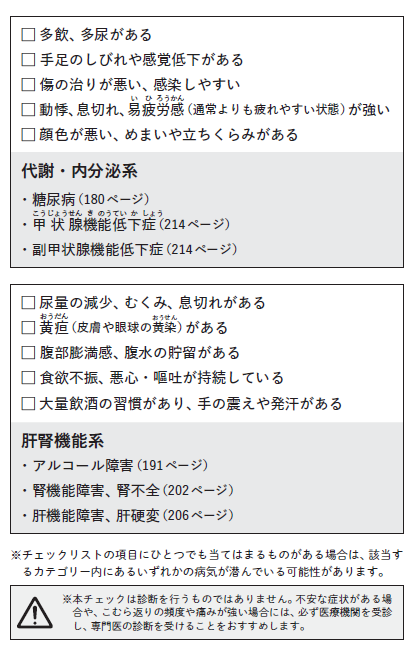 □ 多飲、多尿がある
□ 手足のしびれや感覚低下がある
□ 傷の治りが悪い、感染しやすい
□ 動悸、息切れ、易疲労感(通常よりも疲れやすい状態)が強い
□ 顔色が悪い、めまいや立ちくらみがある
代謝・内分泌系
・糖尿病(180ページ)
・甲状腺機能低下症(214ページ)
・副甲状腺機能低下症(214ページ)
□ 尿量の減少、むくみ、息切れがある
□ 黄疸(皮膚や眼球の黄染)がある
□ 腹部膨満感、腹水の貯留がある
□ 食欲不振、悪心・嘔吐が持続している
□ 大量飲酒の習慣があり、手の震えや発汗がある
肝腎機能系
・アルコール障害(191ページ)
・腎機能障害、腎不全(202ページ)
・肝機能障害、肝硬変(206ページ)
※チェックリストの項目にひとつでも当てはまるものがある場合は、該当す
るカテゴリー内にあるいずれかの病気が潜んでいる可能性があります。
※本チェックは診断を行うものではありません。不安な症状がある場
合や、こむら返りの頻度や痛みが強い場合には、必ず医療機関を受診
し、専門医の診断を受けることをおすすめします。